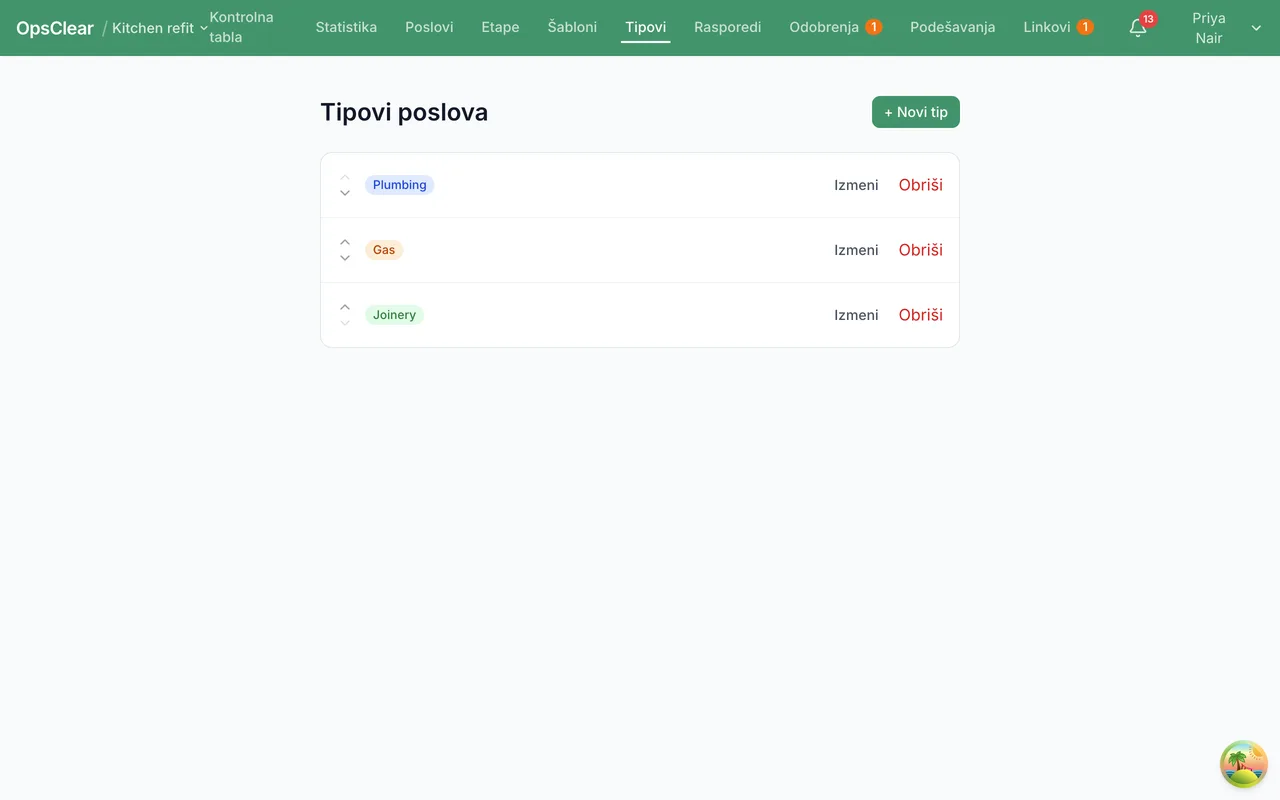 OpsClear / Kitchen refit
Kontrolna
tabla
Statistika
Poslovi
Etape
Šabloni
Tipovi
Rasporedi
Odobrenja 1
Podešavanja
Linkovi 1
13
Priya
Nair
Tipovi poslova
+ Novi tip
Plumbing Izmeni Obriši
Gas Izmeni Obriši
Joinery Izmeni Obriši